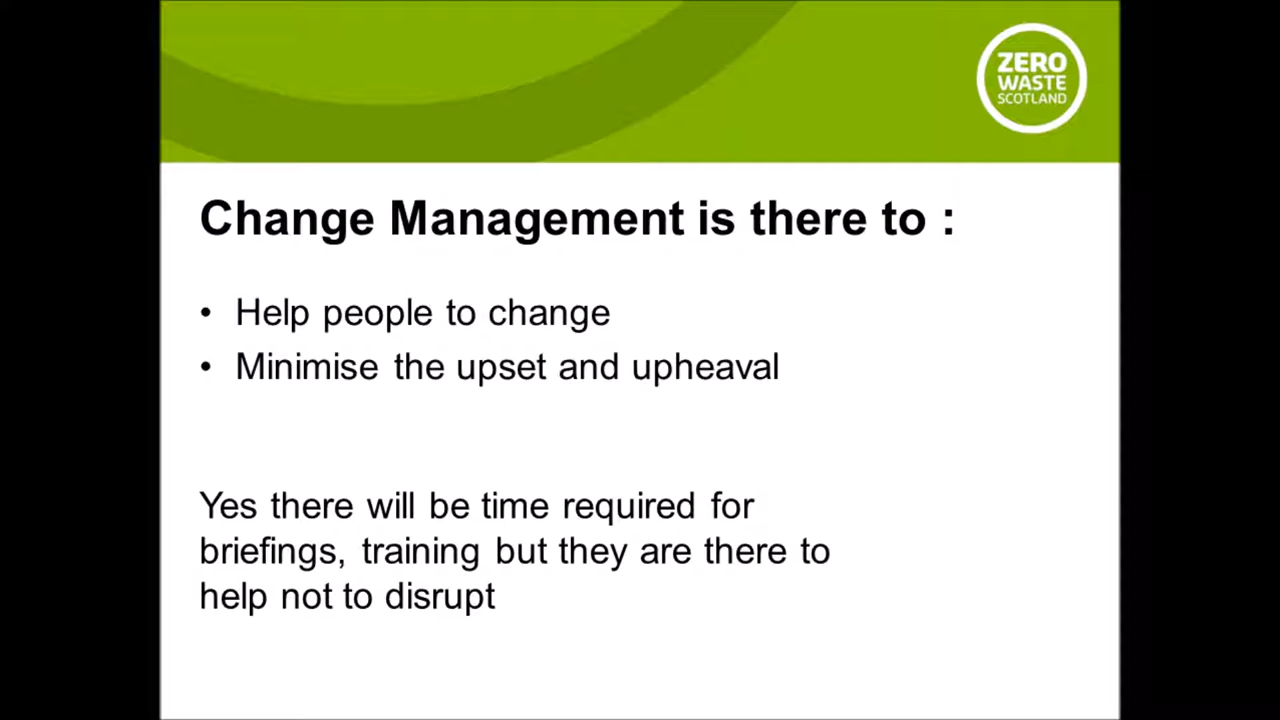 ZERO
WASTE
SCOTLAND
Change Management is there to :
• Help people to change
• Minimise the upset and upheaval
Yes there will be time required for
briefings, training but they are there to
help not to disrupt